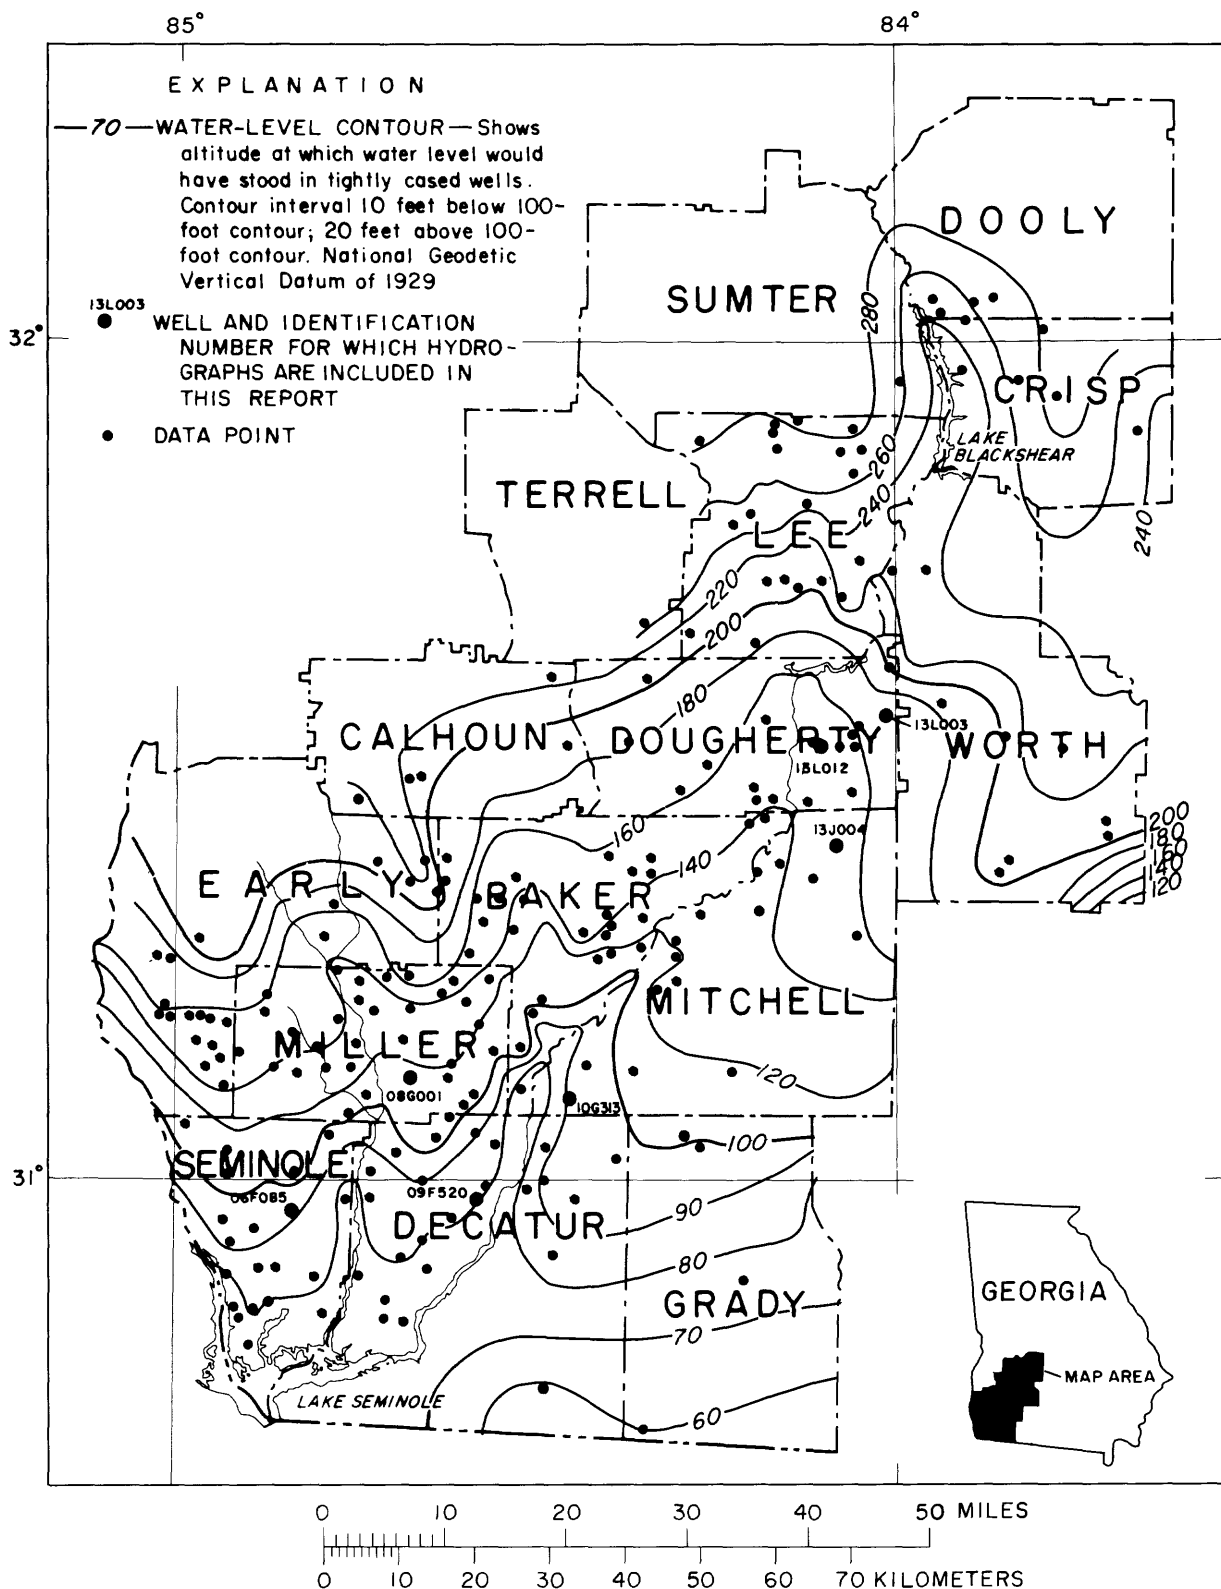 85°
84°
EXPLANATION
—70—WATER-LEVEL CONTOUR—Shows
altitude at which water level would
have stood in tightly cased wells.
Contour interval 10 feet below 100-
foot contour; 20 feet above 100-
foot contour. National Geodetic
Vertical Datum of 1929
13L003
WELL AND IDENTIFICATION
NUMBER FOR WHICH HYDRO-
GRAPHS ARE INCLUDED IN
THIS REPORT
DATA POINT
DOOLY
SUMTER
280
32°
CRISP
LAKE
BLACKSHEAR
260
TERRELL
240
LEE
240
220
200
180
13L003
CALHOUN
DOUGHERTY
WORTH
13L012
160
13J004
200
180
160
140
120
140
EARLY
BAKER
MITCHELL
MILLER
120
08G001
10G313
100
SEMINOLE
31°
06F085
09F520
90
DECATUR
80
GRADY
70
GEORGIA
MAP AREA
LAKE SEMINOLE
60
0 10 20 30 40 50 MILES
0 10 20 30 40 50 60 70 KILOMETERS